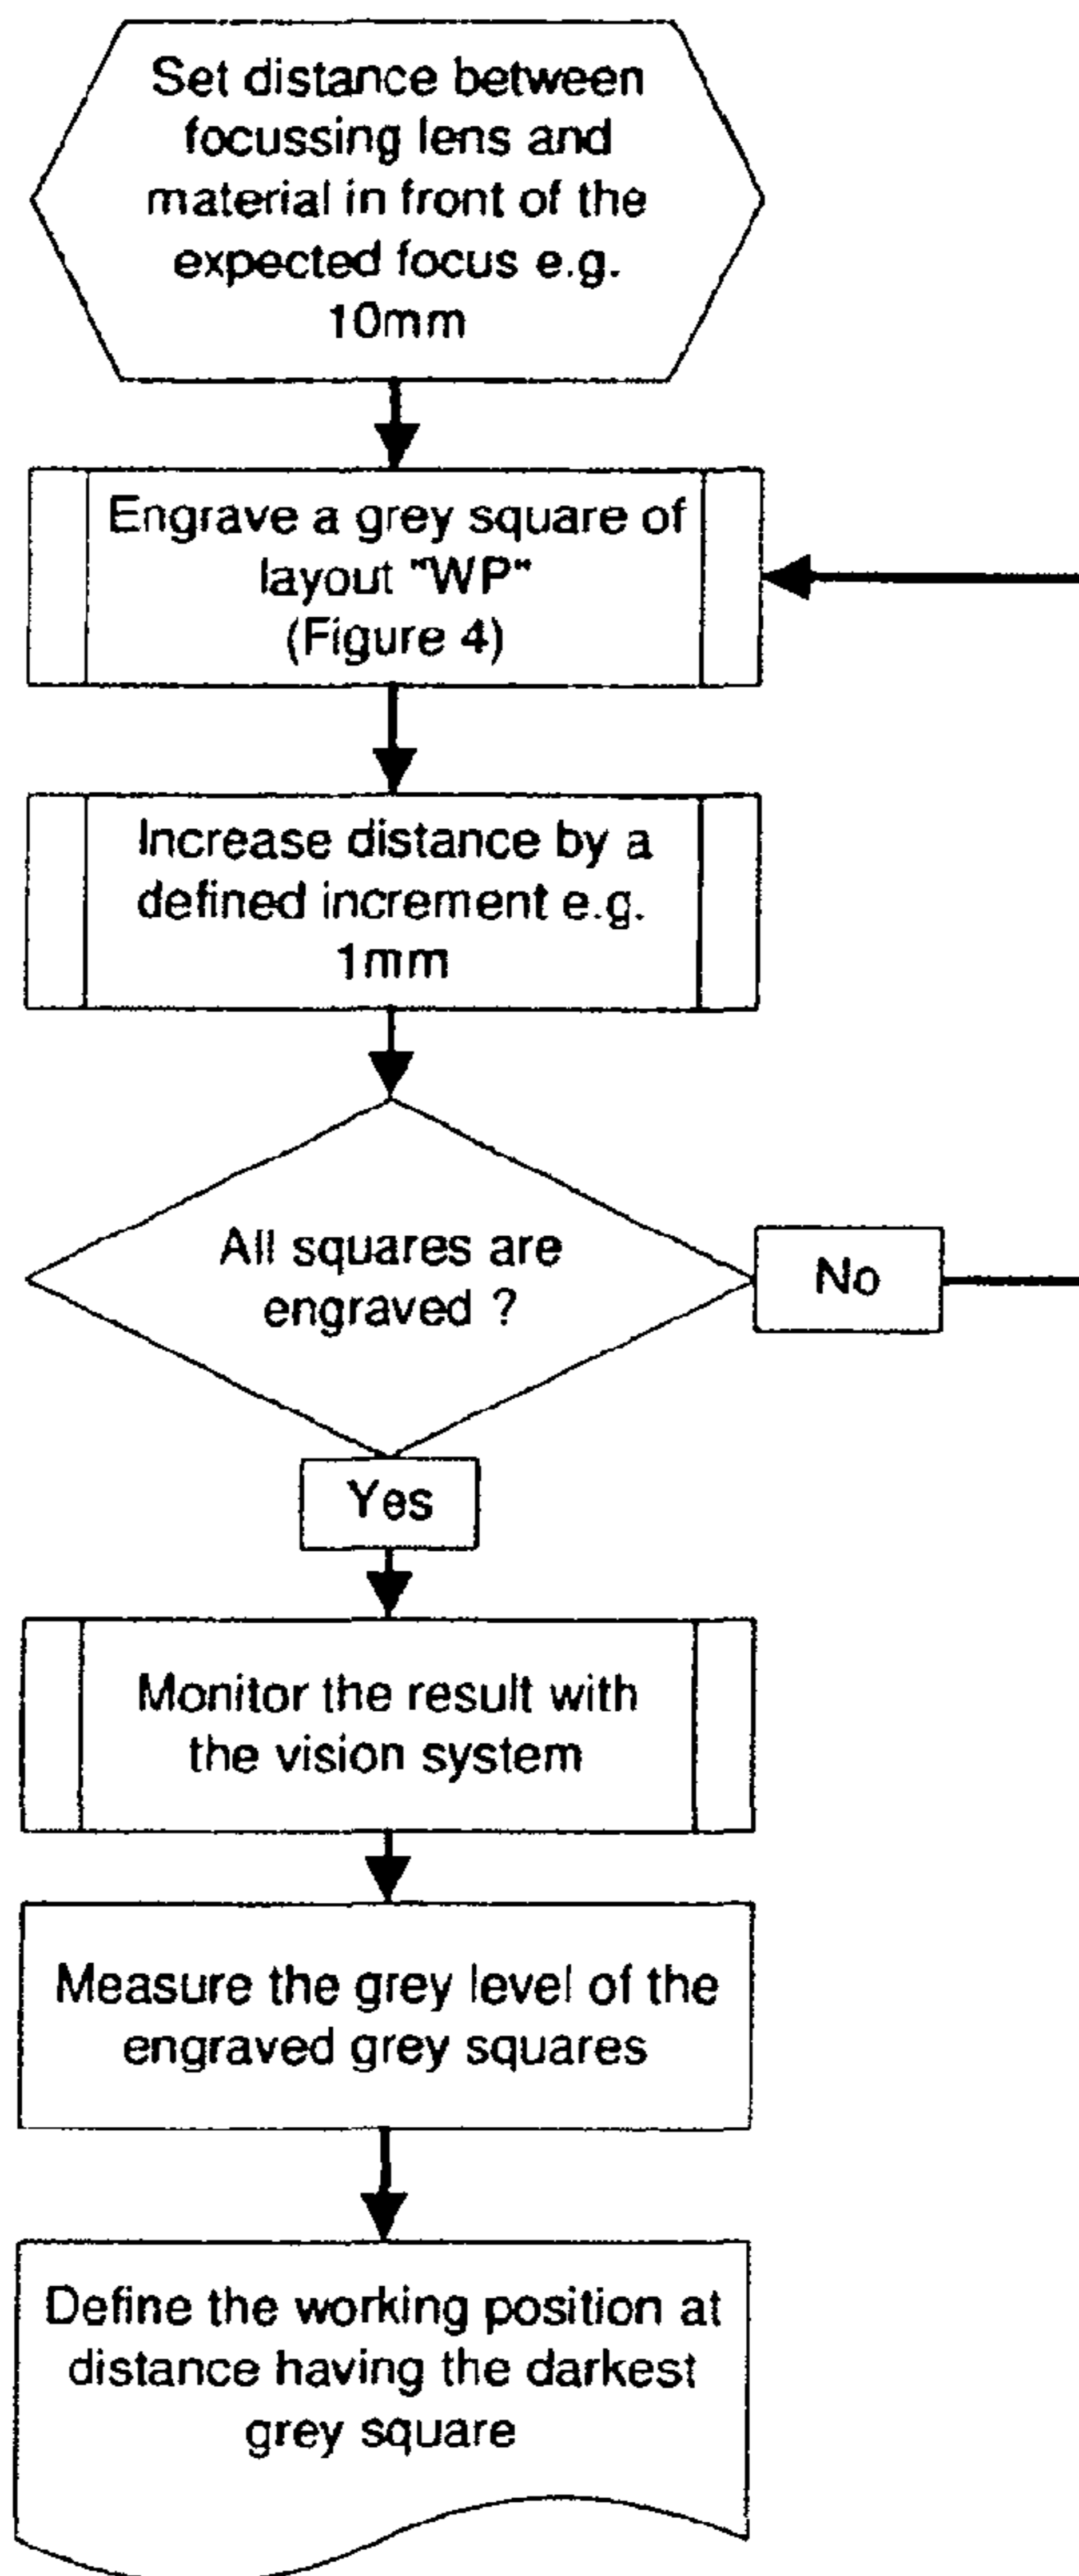 Set distance between
focussing lens and
material in front of the
expected focus e.g.
10mm
Engrave a grey square of
layout "WP"
(Figure 4)
Increase distance by a
defined increment e.g.
1mm
All squares are
engraved ?
No
Yes
Monitor the result with
the vision system
Measure the grey level of the
engraved grey squares
Define the working position at
distance having the darkest
grey square